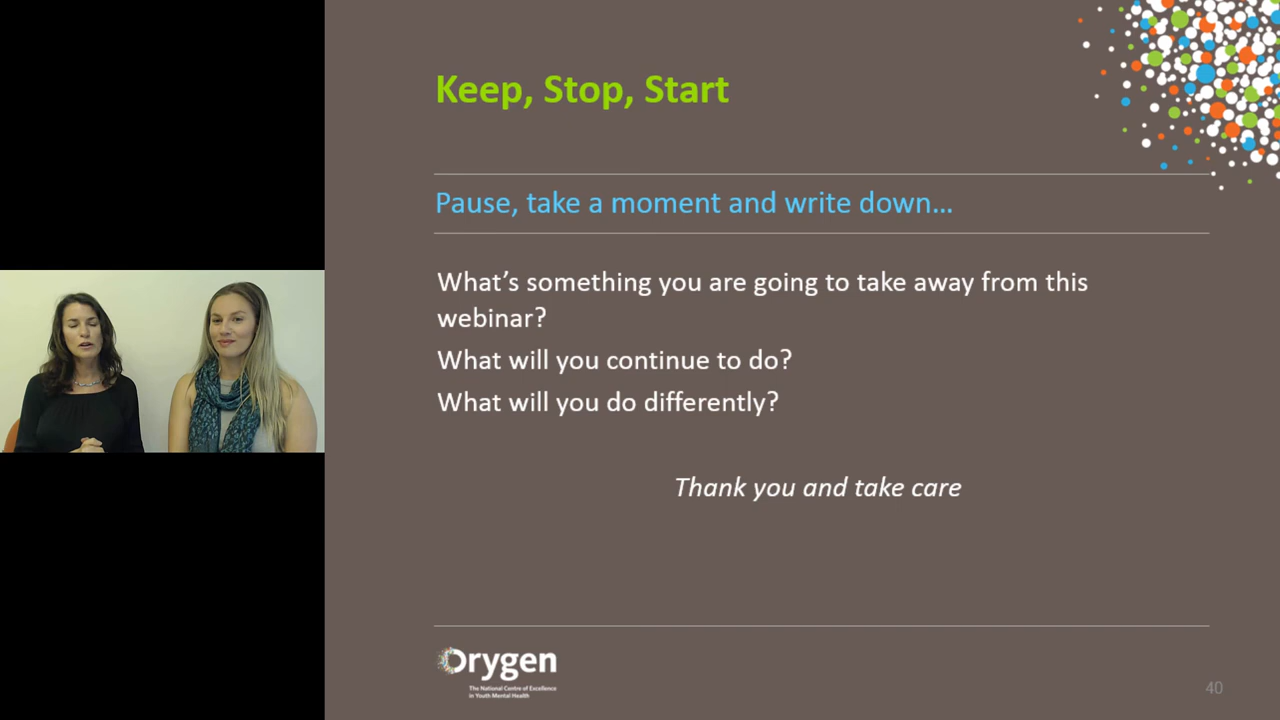 Keep, Stop, Start
Pause, take a moment and write down...
What’s something you are going to take away from this
webinar?
What will you continue to do?
What will you do differently?
Thank you and take care
Orygen
The National Centre of Excellence
in Youth Mental Health
40